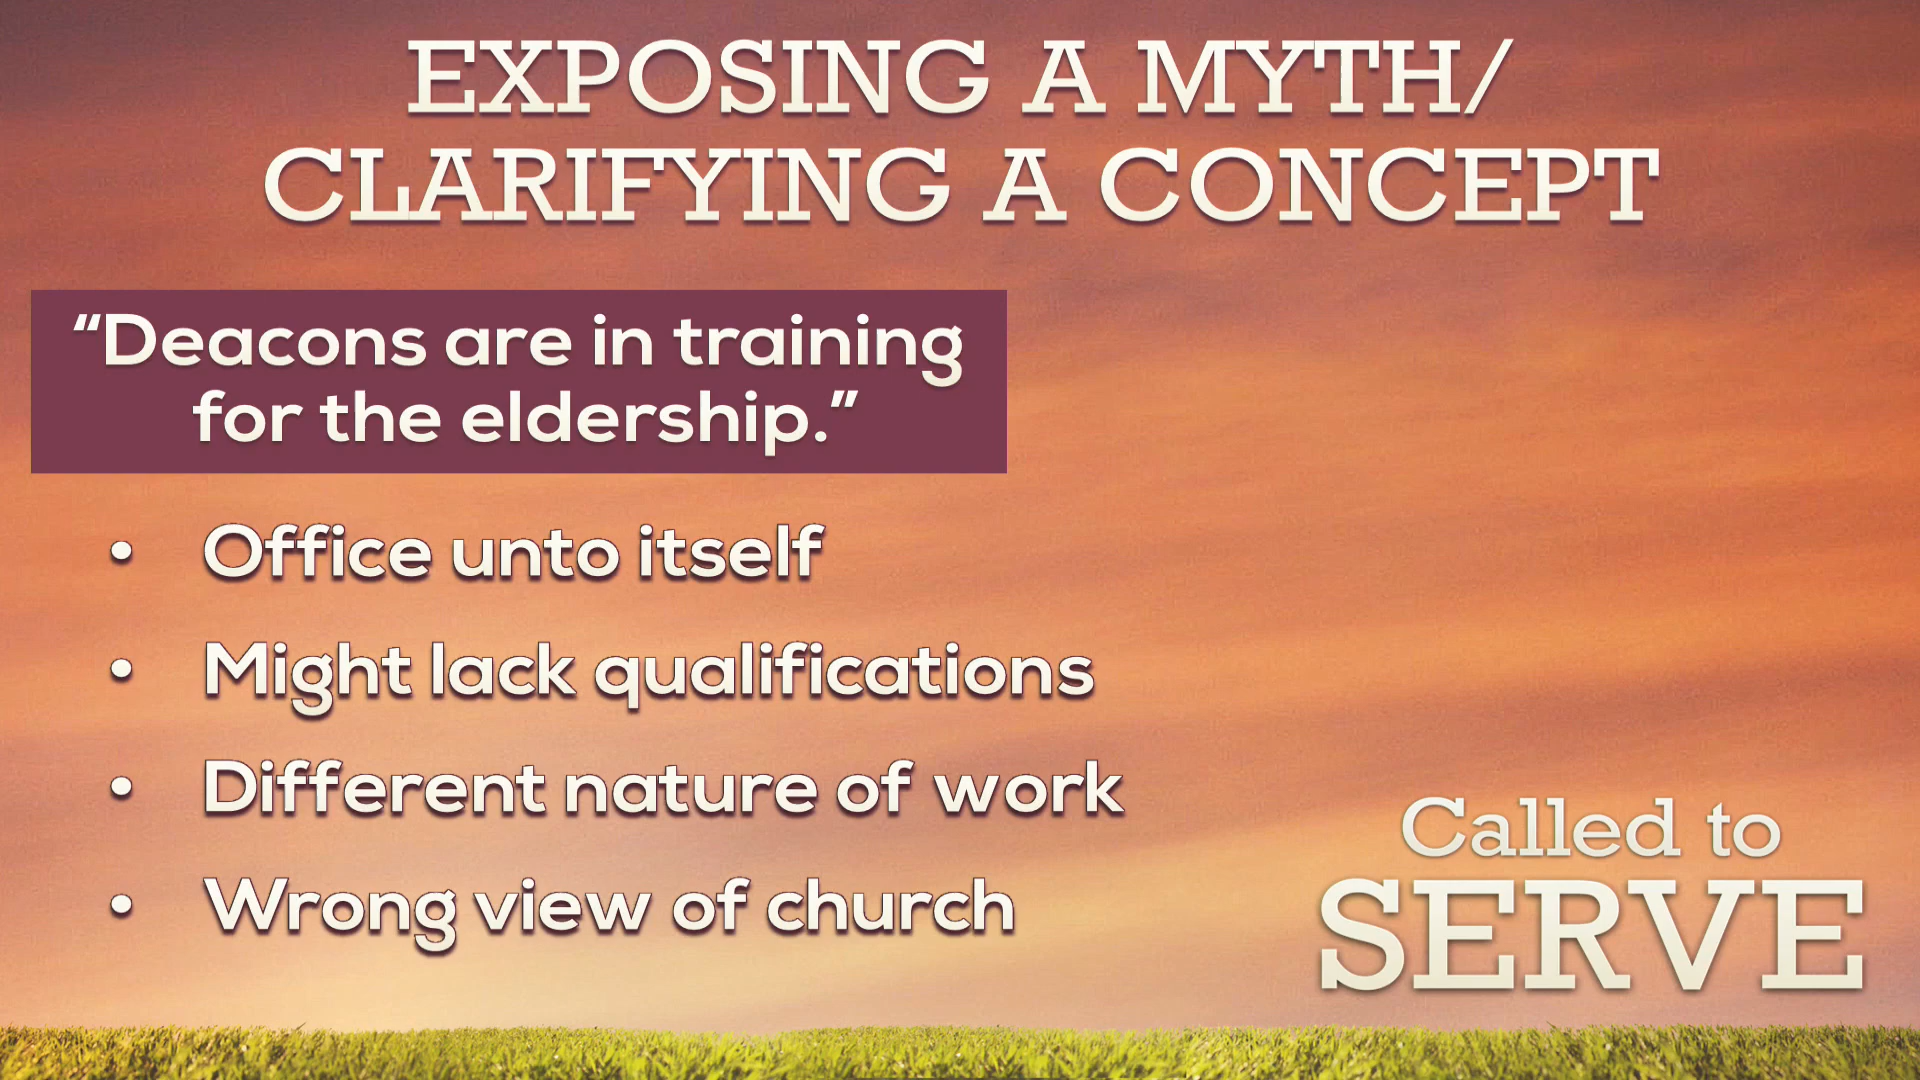 EXPOSING A MYTH/
CLARIFYING A CONCEPT
“Deacons are in training
for the eldership.”
• Office unto itself
• Might lack qualifications
• Different nature of work
• Wrong view of church
Called to
SERVE